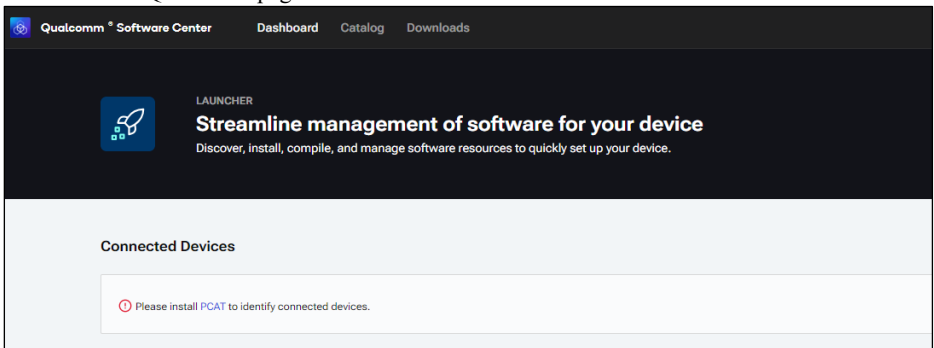 Qualcomm ® Software Center Dashboard Catalog Downloads
LAUNCHER
Streamline management of software for your device
Discover, install, compile, and manage software resources to quickly set up your device.
Connected Devices
Please install PCAT to identify connected devices.